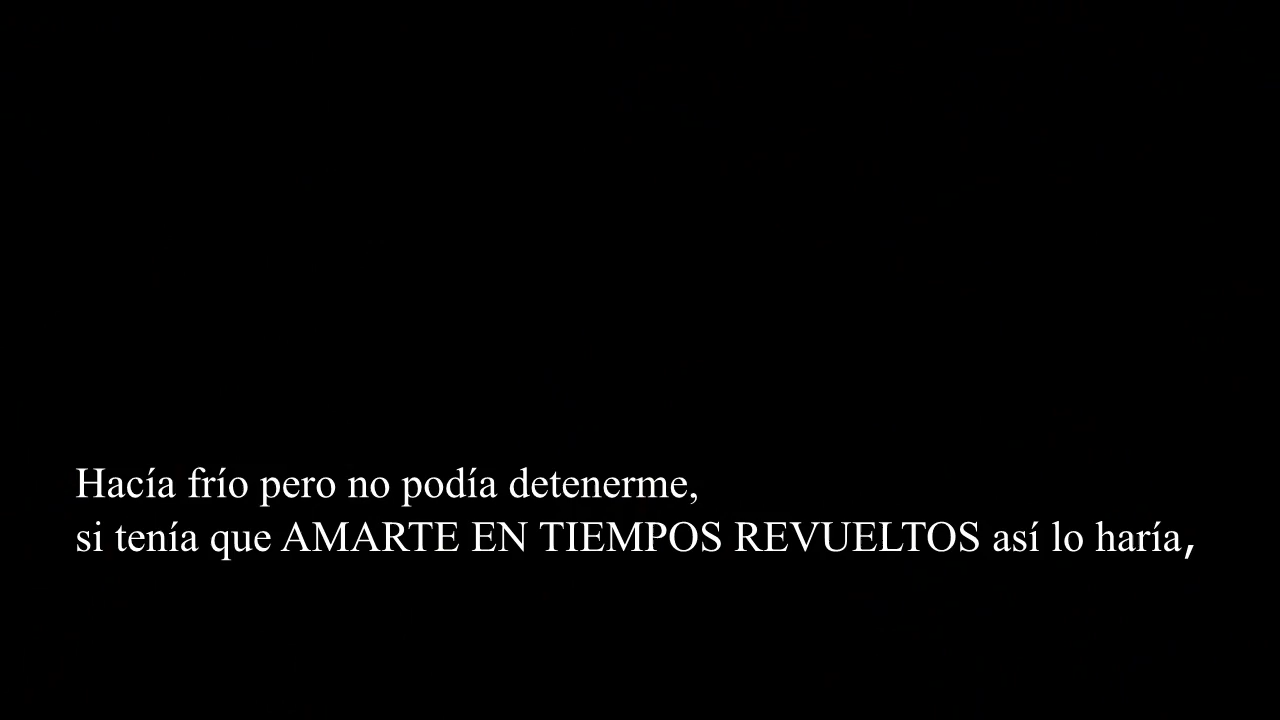 Hacía frío pero no podía detenerme,
si tenía que AMARTE EN TIEMPOS REVUELTOS así lo haría,